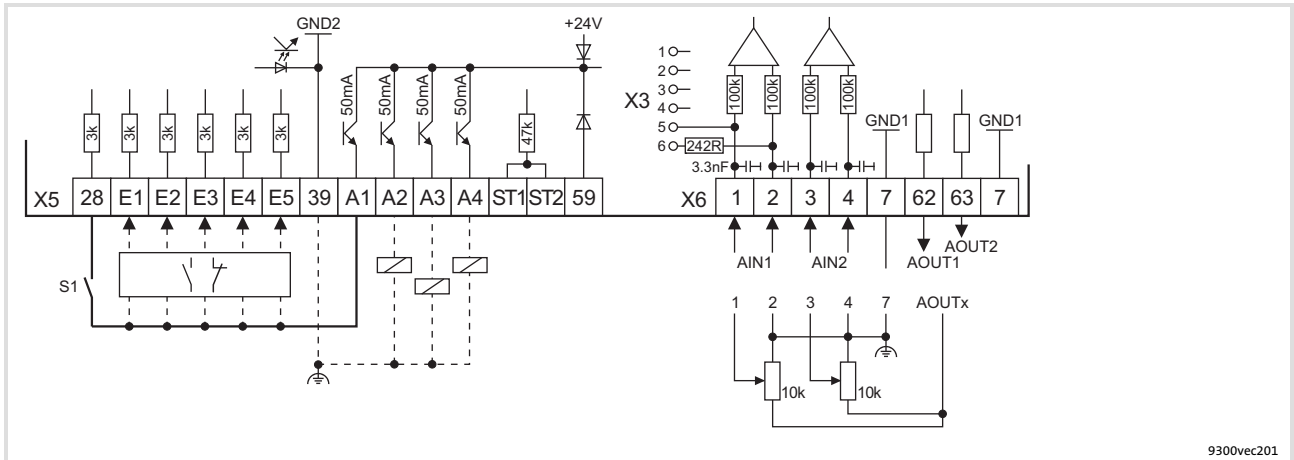 GND2
+24V
50mA
50mA
50mA
50mA
3k
3k
3k
3k
3k
3k
47k
X5 28 E1 E2 E3 E4 E5 39 A1 A2 A3 A4 ST1 ST2 59
S1
X3
1
2
3
4
5
6
242R
100k
100k
100k
100k
3.3nF
GND1
GND1
X6 1 2 3 4 7 62 63 7
AIN1
AIN2
AOUT1
AOUT2
1 2 3 4 7 AOUTx
10k
10k
9300vec201